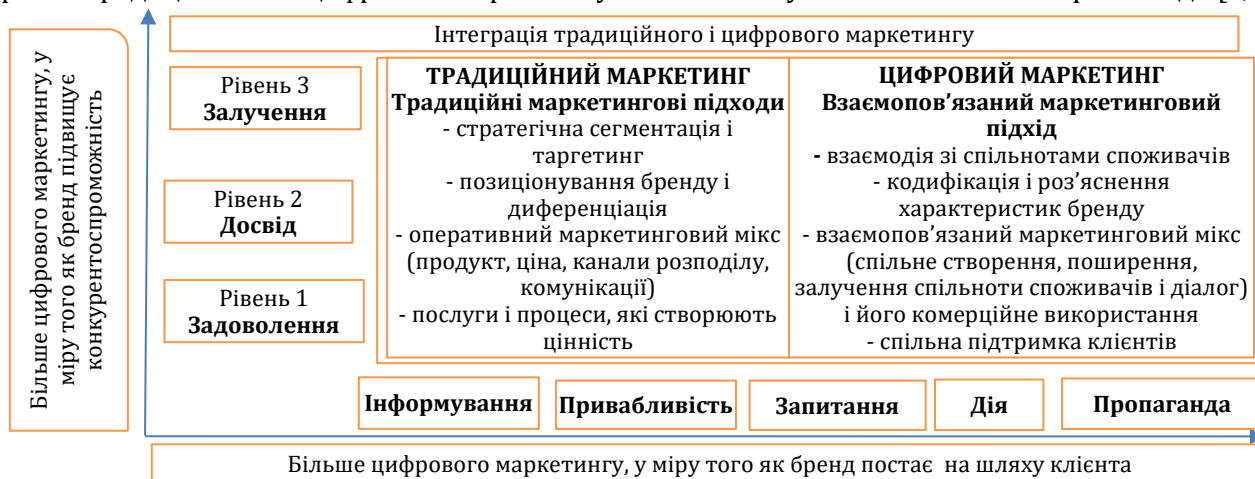 Інтеграція традиційного і цифрового маркетингу
Більше цифрового маркетингу, у
міру того як бренд підвищує
конкурентоспроможність
Рівень 3
Залучення
Рівень 2
Досвід
Рівень 1
Задоволення
ТРАДИЦІЙНИЙ МАРКЕТИНГ
Традиційні маркетингові підходи
- стратегічна сегментація і
таргетинг
- позиціонування бренду і
диференціація
- оперативний маркетинговий мікс
(продукт, ціна, канали розподілу,
комунікації)
- послуги і процеси, які створюють
цінність
ЦИФРОВИЙ МАРКЕТИНГ
Взаємопов’язаний маркетинговий
підхід
- взаємодія зі спільнотами споживачів
- кодифікація і роз’яснення
характеристик бренду
- взаємопов’язаний маркетинговий мікс
(спільне створення, поширення,
залучення спільноти споживачів і діалог)
і його комерційне використання
- спільна підтримка клієнтів
Інформування
Привабливість
Запитання
Дія
Пропаганда
Більше цифрового маркетингу, у міру того як бренд постає на шляху клієнта